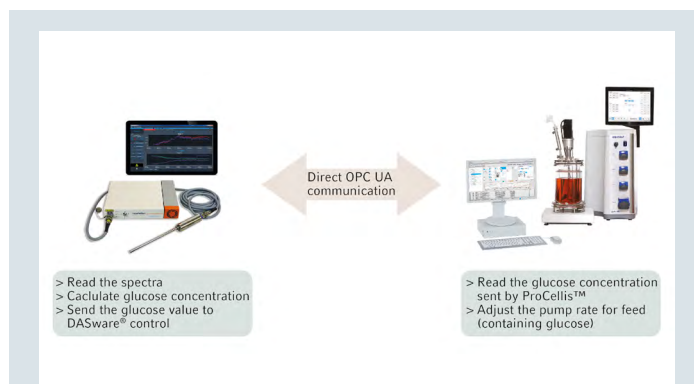 Direct OPC UA
communication
> Read the spectra
> Caclulate glucose concentration
> Send the glucose value to
DASware® control
> Read the glucose concentration
sent by ProCellis™
> Adjust the pump rate for feed
(containing glucose)